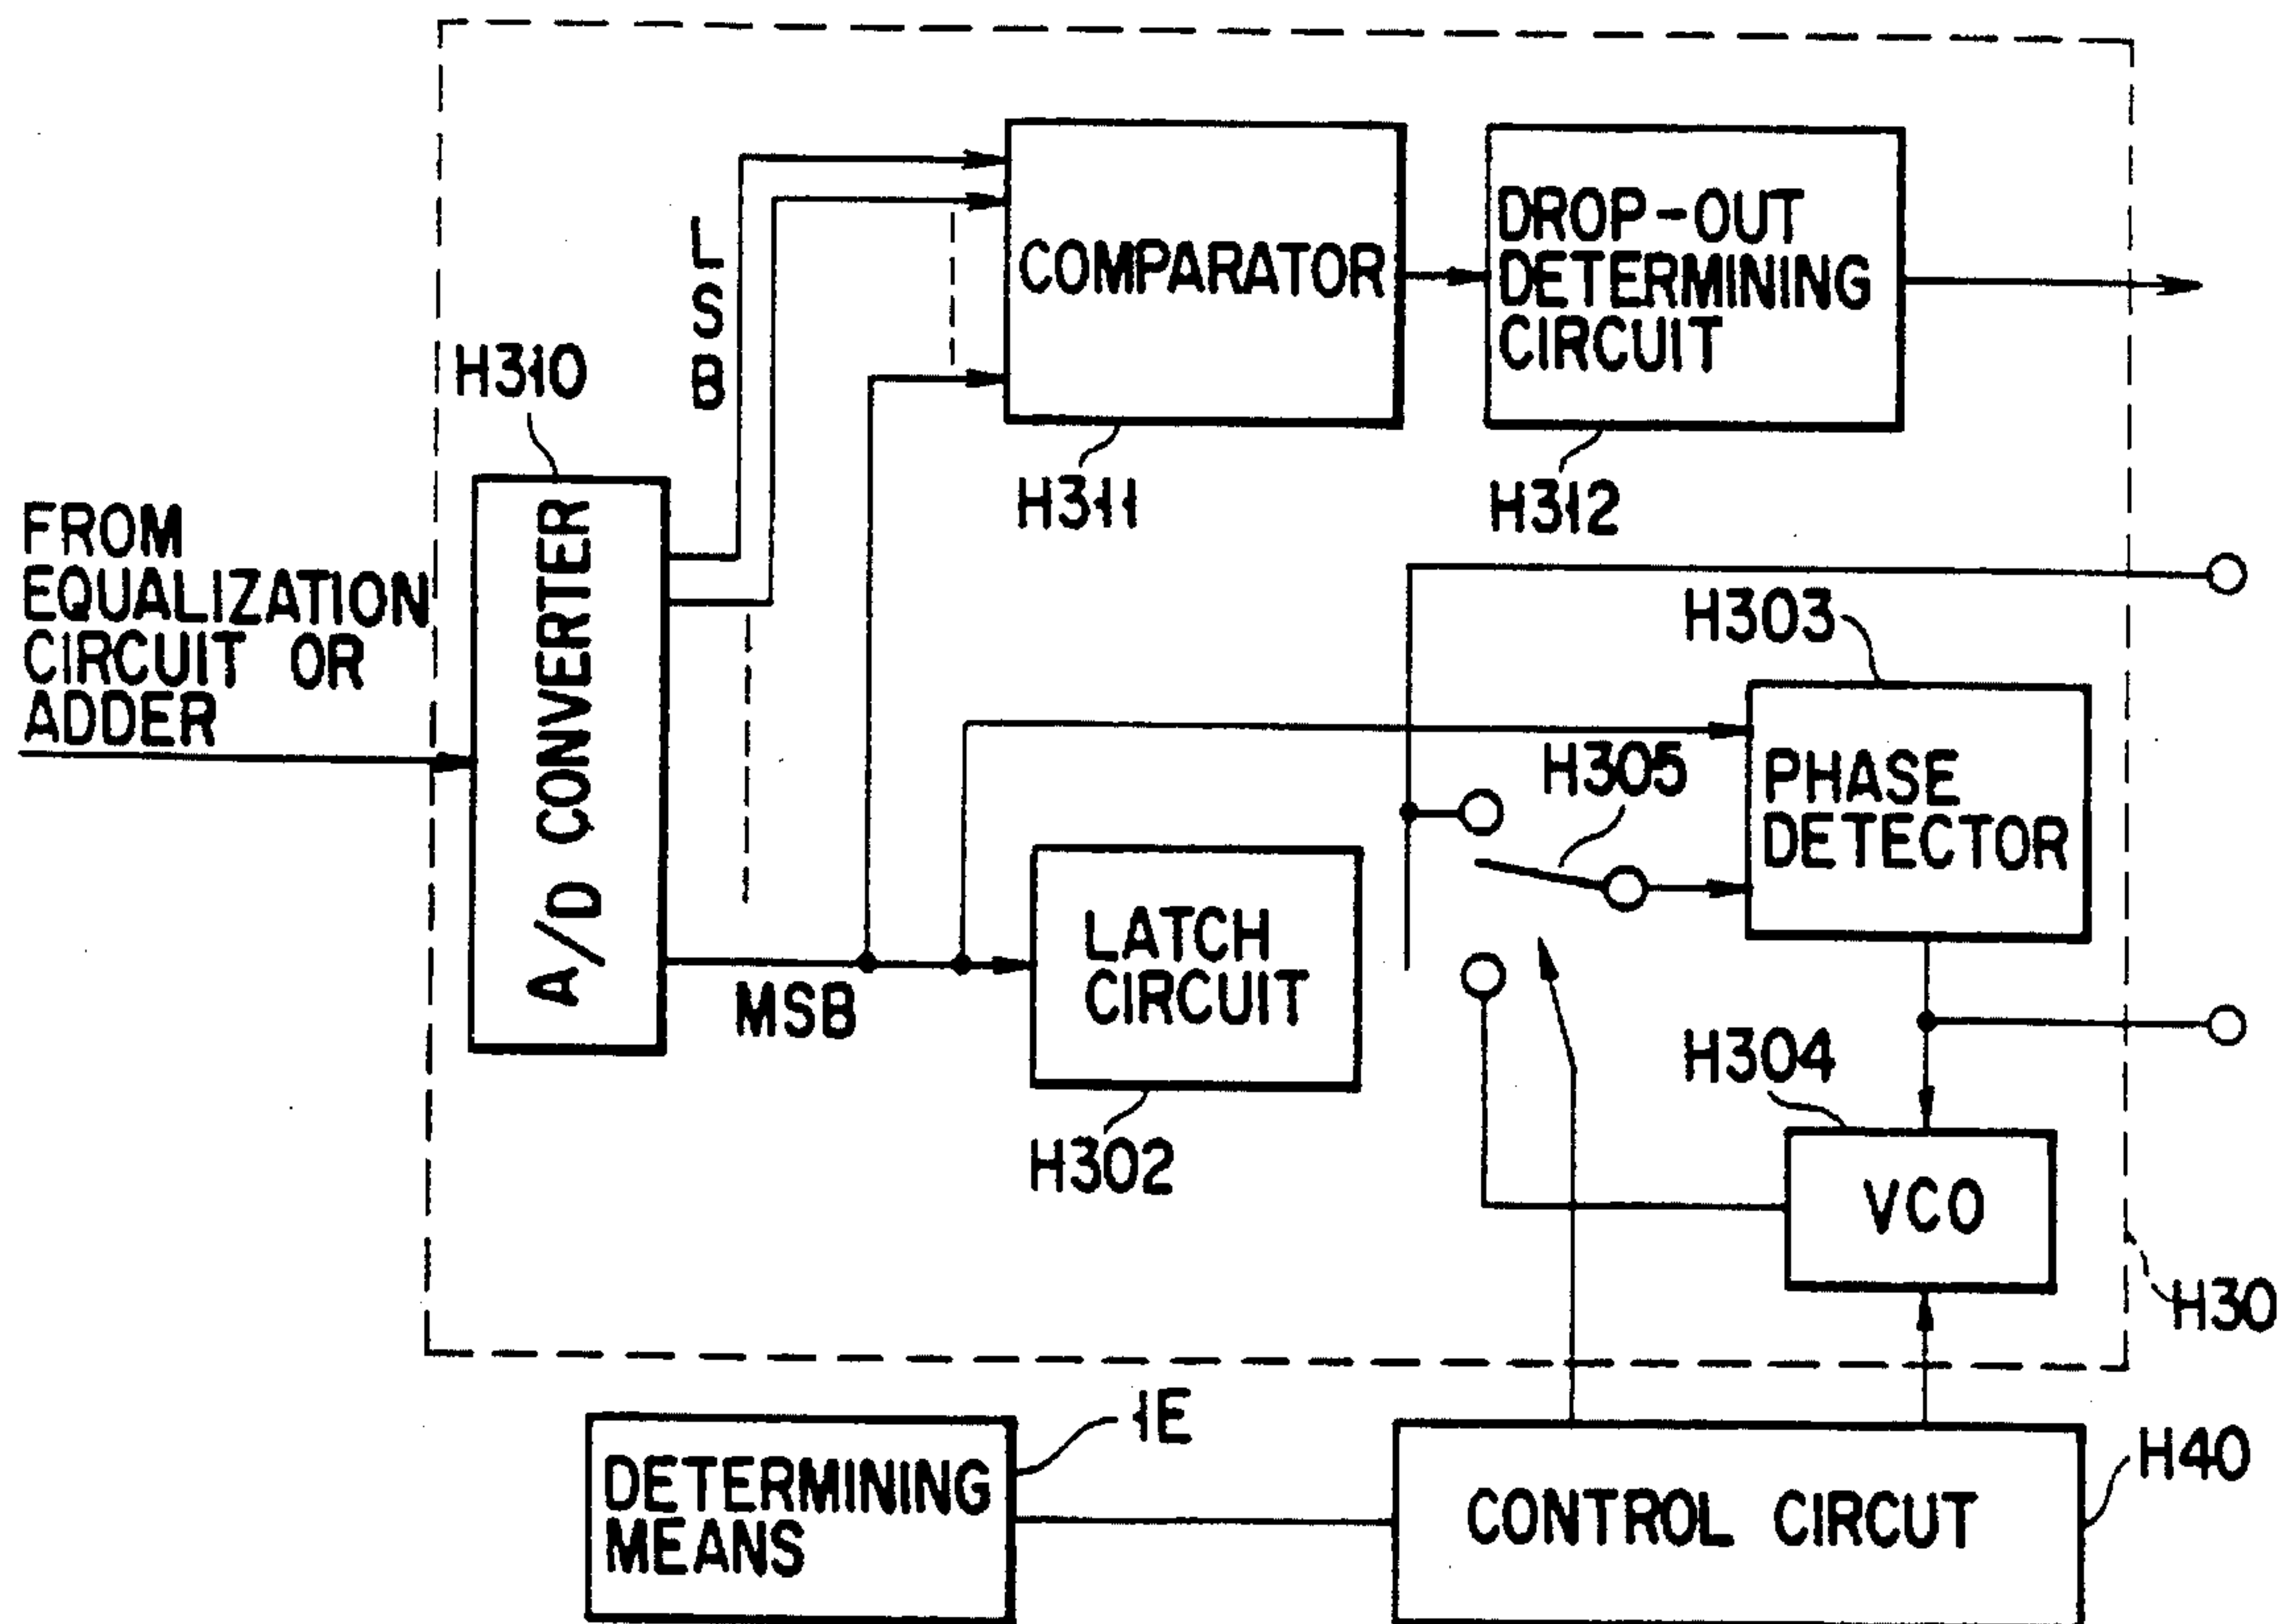 FROM
EQUALIZATION
CIRCUIT OR
ADDER
H310
A/D CONVERTER
LSB
MSB
COMPARATOR
H311
DROP-OUT
DETERMINING
CIRCUIT
H312
H303
H305
PHASE
DETECTOR
LATCH
CIRCUIT
H302
H304
VCO
H30
1E
DETERMINING
MEANS
CONTROL CIRCUT
H40